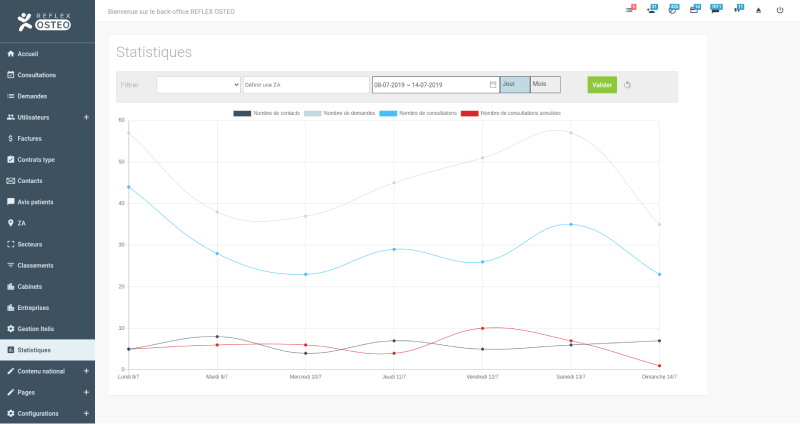 REFLEX
OSTEO
Bienvenue sur le back-office REFLEX OSTEO
Accueil
Consultations
Demandes
Utilisateurs +
Factures
Contrats type
Contacts
Avis patients
ZA
Secteurs
Classements
Cabinets
Entreprises
Gestion Itelis
Statistiques
Contenu national +
Pages +
Configurations +
Statistiques
Filtrer
Définir une ZA
08-07-2019 ~ 14-07-2019
Jour
Mois
Valider
Nombre de contacts
Nombre de demandes
Nombre de consultations
Nombre de consultations annulées
60
50
40
30
20
10
0
Lundi 8/7
Mardi 9/7
Mercredi 10/7
Jeudi 11/7
Vendredi 12/7
Samedi 13/7
Dimanche 14/7